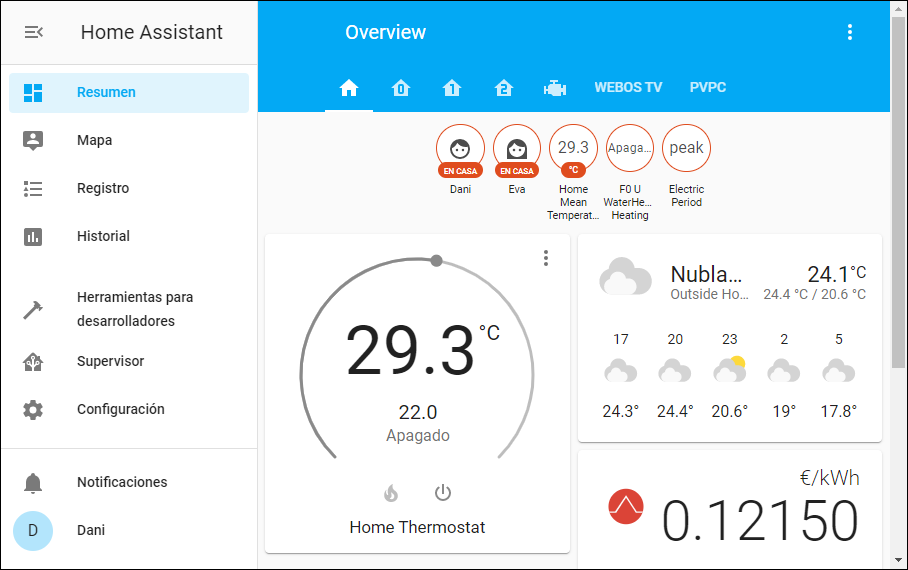 Home Assistant
Resumen
Mapa
Registro
Historial
Herramientas para
desarrolladores
Supervisor
Configuración
Notificaciones
D
Dani
Overview
0
1
2
WEBOS TV
PVPC
EN CASA
Dani
EN CASA
Eva
29.3
°C
Home
Mean
Temperat...
Apaga...
F0 U
WaterHe...
Heating
peak
Electric
Period
29.3 °C
22.0
Apagado
Home Thermostat
Nubla...
24.1°C
Outside Ho...
24.4 °C / 20.6 °C
17 20 23 2 5
24.3° 24.4° 20.6° 19° 17.8°
€/kWh
0.12150